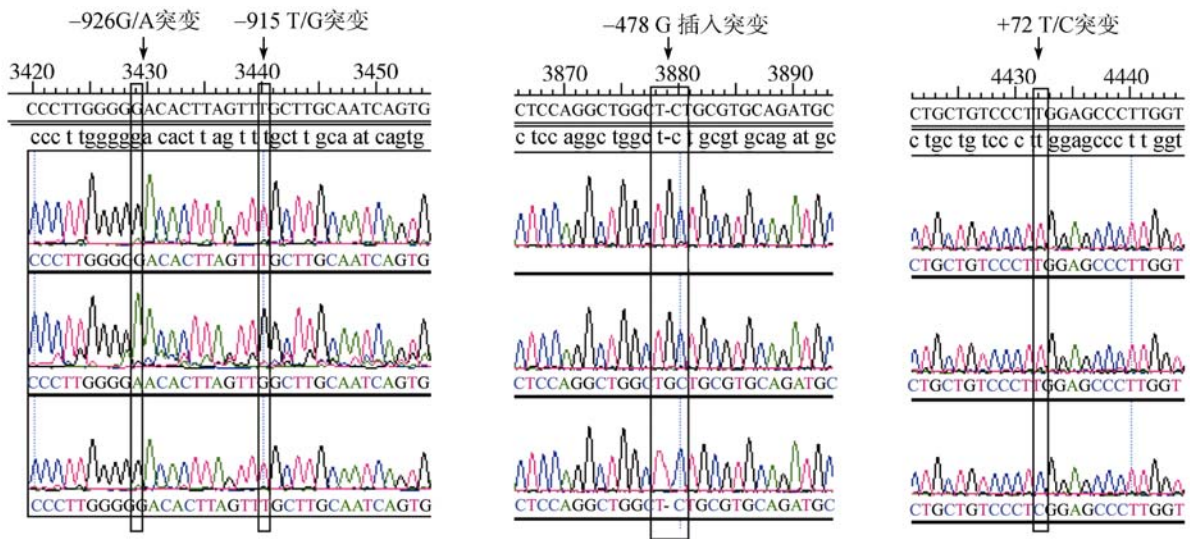 −926G/A突变 −915 T/G突变
3420 3430 3440 3450
CCCTTGGGGGACACTTAGTTTGCTTGCAATCAGTG
ccc t t ggggga cact t ag t t tgct t gca at cagtg
CCCTTGGGGGACACTTAGTTTGCTTGCAATCAGTG
CCCTTGGGGAACACTTAGTTGGCTTGCAATCAGTG
CCCTTGGGGGACACTTAGTTTGCTTGCAATCAGTG
−478 G 插入突变
3870 3880 3890
CTCCAGGCTGGCT-CTGCGTGCAGATGC
c tcc aggc tggc t-c t gcgt gcag at gc
CTCCAGGCTGGCTGCTGCGTGCAGATGC
CTCCAGGCTGGCT- CTGCGTGCAGATGC
+72 T/C突变
4430 4440
CTGCTGTCCCTTGGAGCCCTTGGT
c tgc tg tcc c tt ggagccc t t ggt
CTGCTGTCCCTTGGAGCCCTTGGT
CTGCTGTCCCTTGGAGCCCTTGGT
CTGCTGTCCCTCGGAGCCCTTGGT